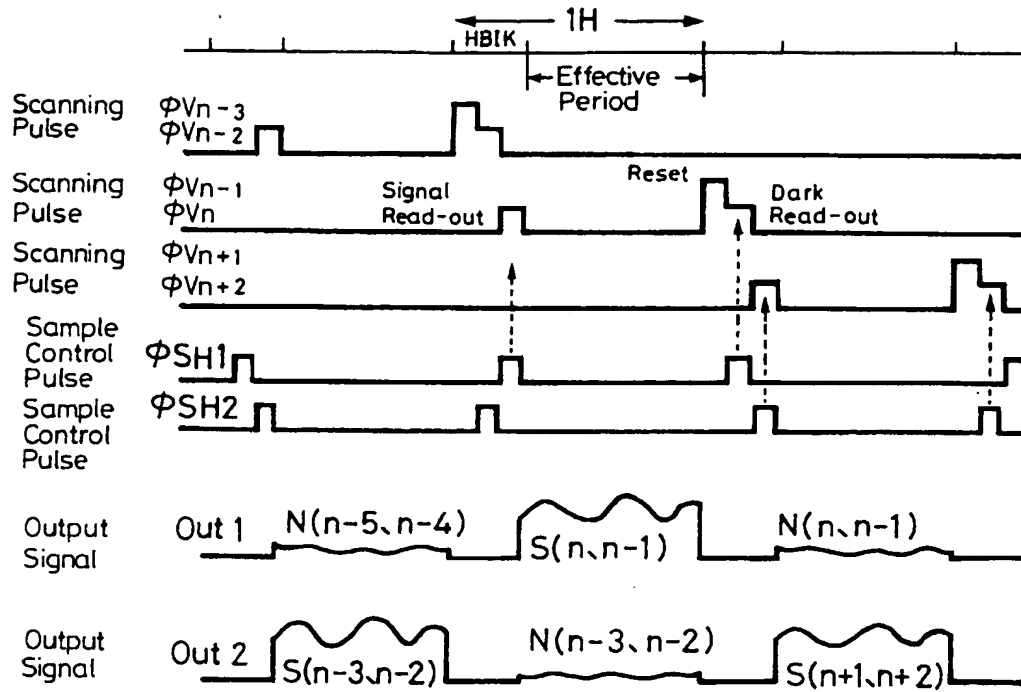 1H
HBlK
Effective
Period
Scanning
Pulse
ΦVn-3
ΦVn-2
Scanning
Pulse
ΦVn-1
ΦVn
Signal
Read-out
Reset
Dark
Read-out
Scanning
Pulse
ΦVn+1
ΦVn+2
Sample
Control
Pulse
ΦSH1
Sample
Control
Pulse
ΦSH2
Output
Signal
Out 1
N(n-5、n-4)
S(n、n-1)
N(n、n-1)
Output
Signal
Out 2
S(n-3、n-2)
N(n-3、n-2)
S(n+1、n+2)